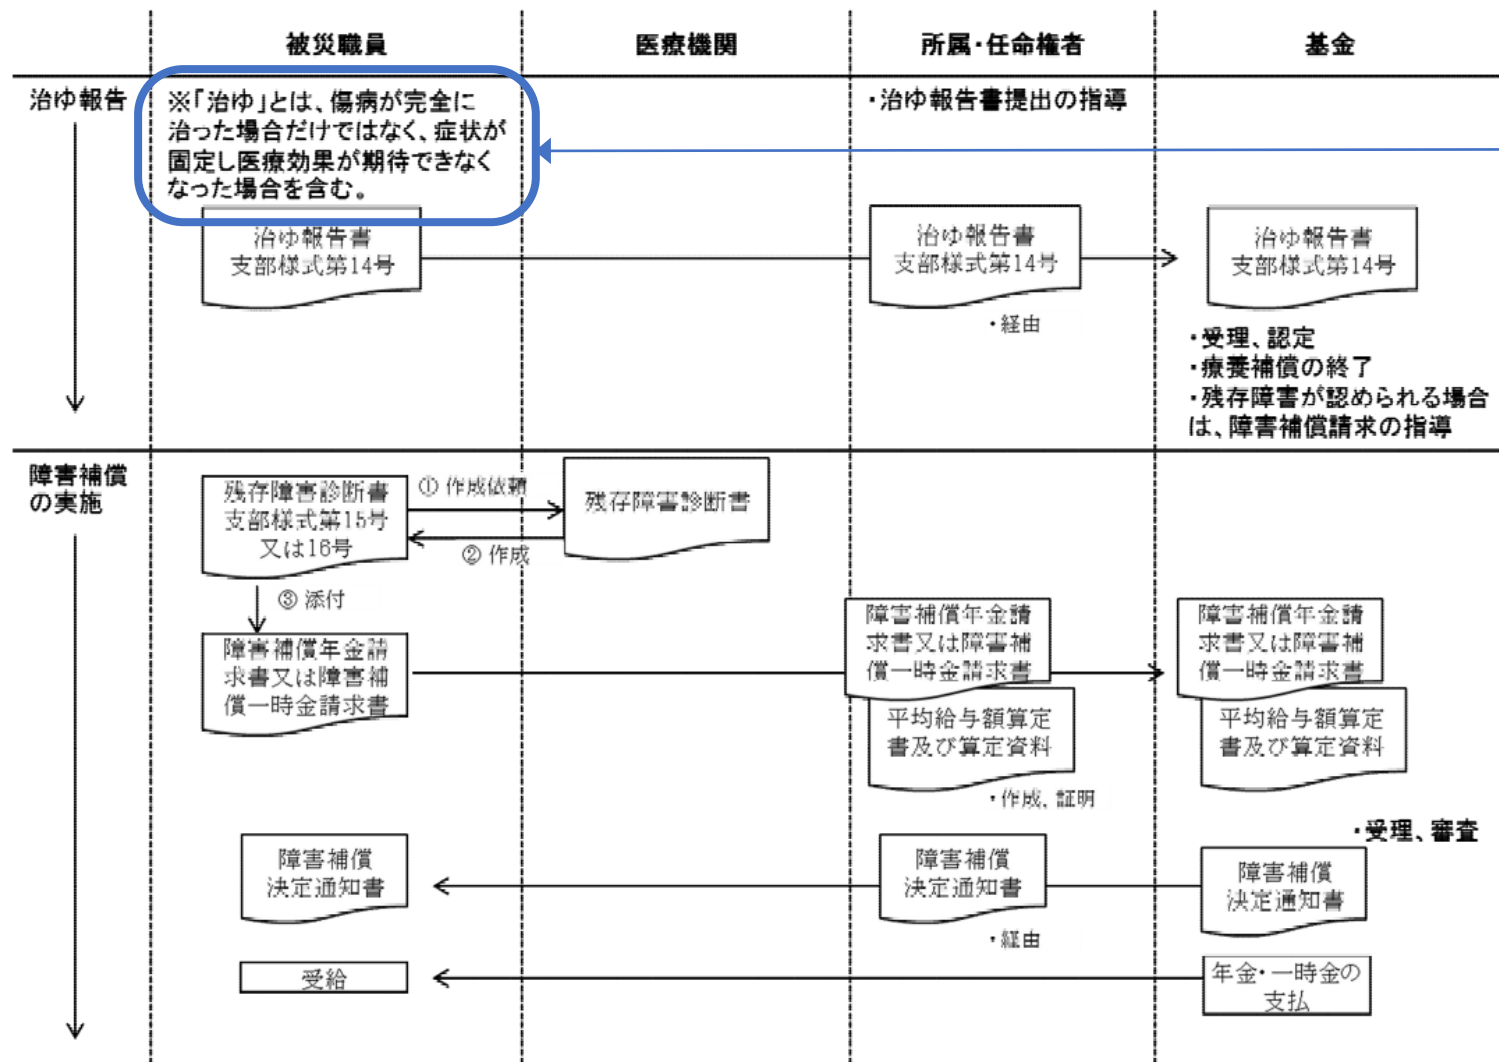 被災職員
医療機関
所属・任命権者
基金
治ゆ報告
※「治ゆ」とは、傷病が完全に
治った場合だけではなく、症状が
固定し医療効果が期待できなく
なった場合を含む。
・治ゆ報告書提出の指導
治ゆ報告書
支部様式第14号
治ゆ報告書
支部様式第14号
・経由
治ゆ報告書
支部様式第14号
・受理、認定
・療養補償の終了
・残存障害が認められる場合
は、障害補償請求の指導
障害補償
の実施
残存障害診断書
支部様式第15号
又は16号
① 作成依頼
② 作成
残存障害診断書
③ 添付
障害補償年金請
求書又は障害補
償一時金請求書
障害補償年金請
求書又は障害補
償一時金請求書
平均給与額算定
書及び算定資料
・作成、証明
障害補償年金請
求書又は障害補
償一時金請求書
平均給与額算定
書及び算定資料
・受理、審査
障害補償
決定通知書
障害補償
決定通知書
・経由
障害補償
決定通知書
受給
年金・一時金の
支払